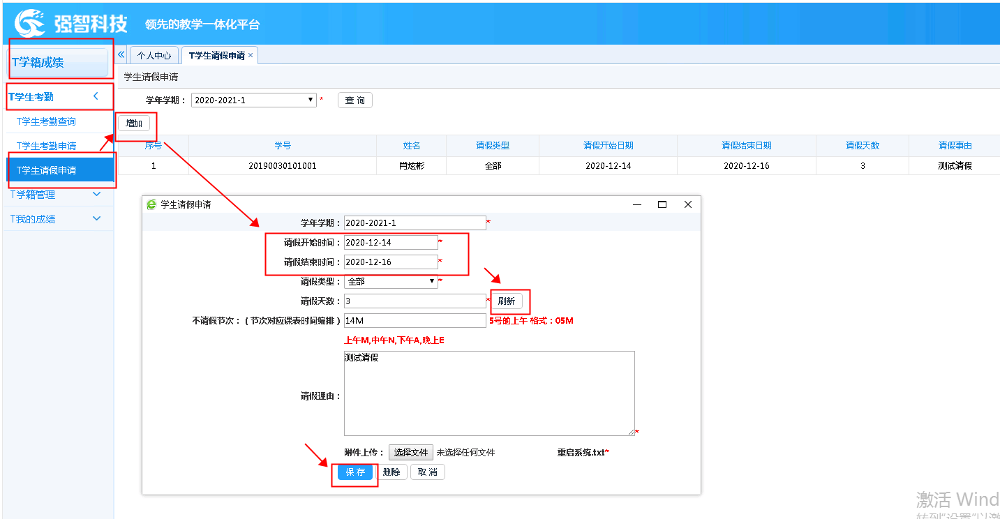 强智科技 领先的教学一体化平台
T学籍成绩
T学生考勤
T学生考勤查询
T学生考勤申请
T学生请假申请
T学籍管理
T我的成绩
个人中心 T学生请假申请 ×
学生请假申请
学年学期： 2020-2021-1 * 查 询
增加
序号 学号 姓名 请假类型 请假开始日期 请假结束日期 请假天数 请假事由
1 20190030101001 肖炫彬 全部 2020-12-14 2020-12-16 3 测试请假
学生请假申请
学年学期： 2020-2021-1 *
请假开始时间： 2020-12-14 *
请假结束时间： 2020-12-16 *
请假类型： 全部 *
请假天数： 3 * 刷新
不请假节次：（节次对应课表时间编排） 14M 5号的上午 格式：05M
上午M,中午N,下午A,晚上E
测试请假
请假理由： *
附件上传： 选择文件 未选择任何文件 重启系统.txt*
保 存 删除 取 消
激活 Wind
转到"设置"以激